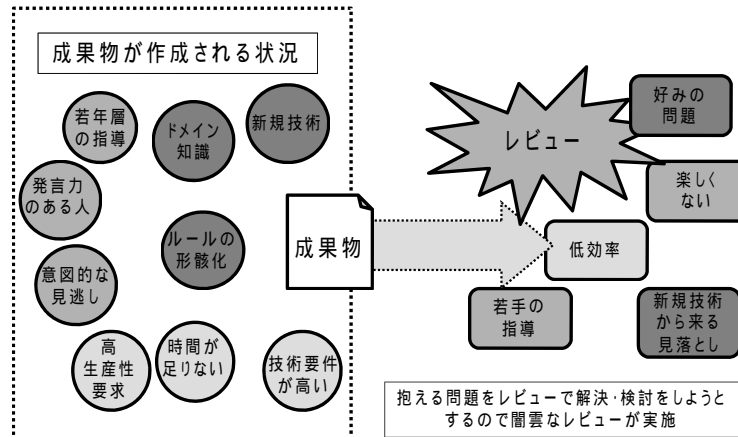 成果物が作成される状況
若年層
の指導
ドメイン
知識
新規技術
発言力
のある人
ルールの
形骸化
意図的な
見逃し
高
生産性
要求
時間が
足りない
技術要件
が高い
成果物
レビュー
好みの
問題
楽しく
ない
低効率
若手の
指導
新規技術
から来る
見落とし
抱える問題をレビューで解決・検討をしようと
するので闇雲なレビューが実施